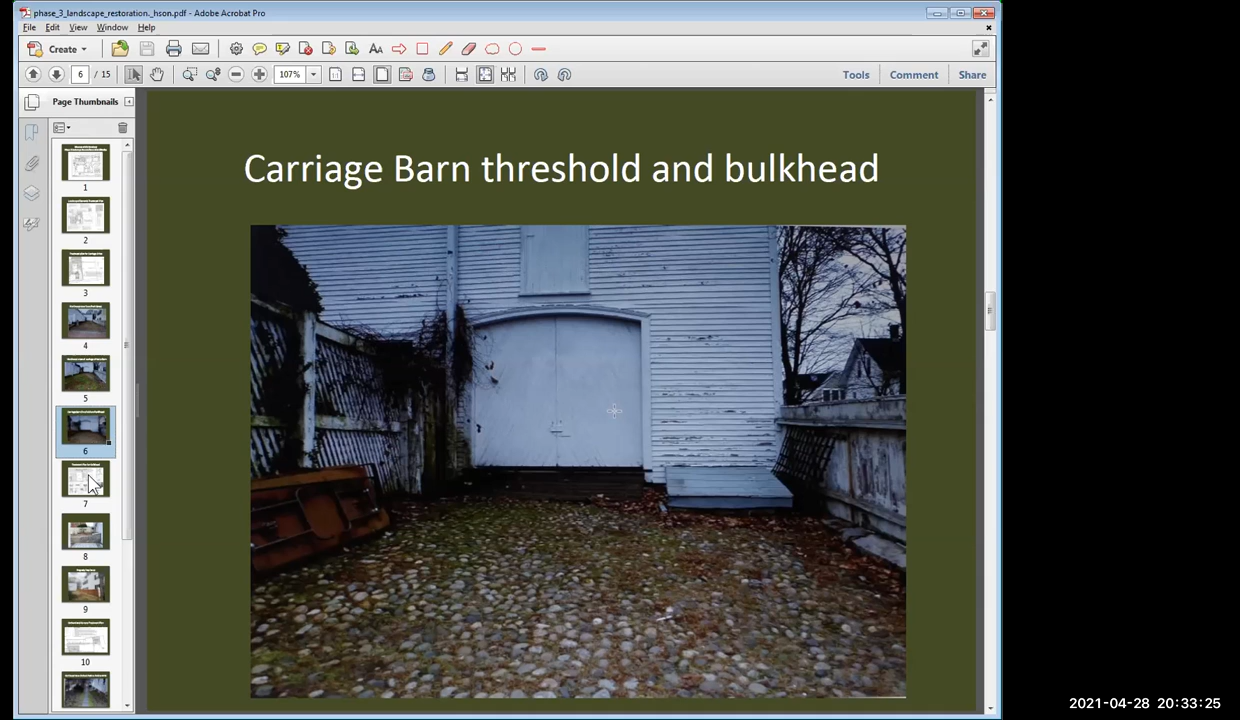 phase_3_landscape_restoration._hson.pdf - Adobe Acrobat Pro
File Edit View Window Help
Create
6 / 15 107% Tools Comment Share
Page Thumbnails
1
2
3
4
5
6
7
8
9
10
Carriage Barn threshold and bulkhead
2021-04-28 20:33:25